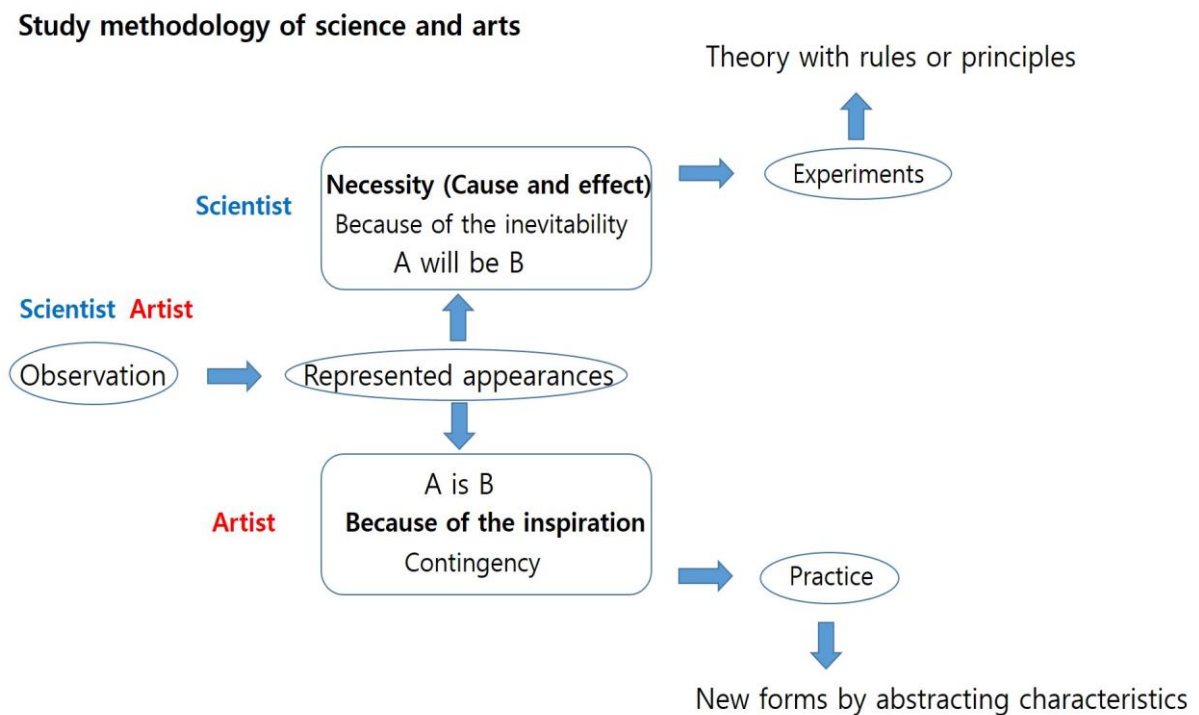 Study methodology of science and arts
Theory with rules or principles
Scientist
Necessity (Cause and effect)
Because of the inevitability
A will be B
Experiments
Scientist Artist
Observation
Represented appearances
Artist
A is B
Because of the inspiration
Contingency
Practice
New forms by abstracting characteristics